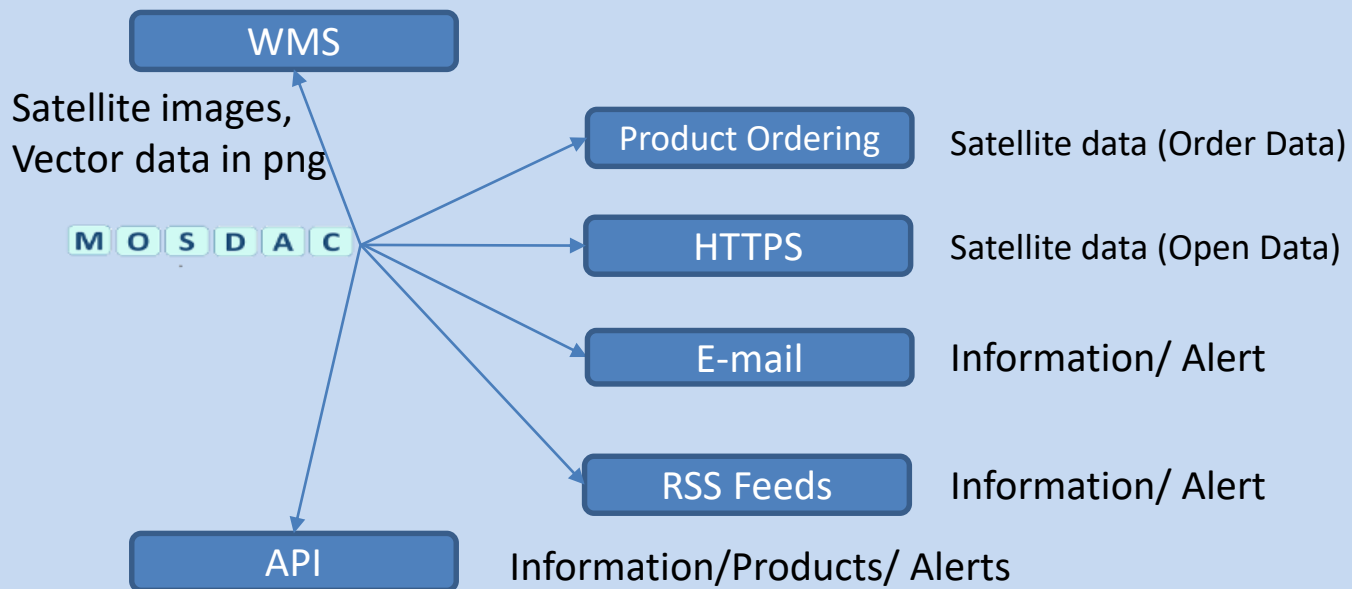 WMS
Satellite images,
Vector data in png
Product Ordering
Satellite data (Order Data)
MOSDAC
HTTPS
Satellite data (Open Data)
E-mail
Information/ Alert
RSS Feeds
Information/ Alert
API
Information/Products/ Alerts